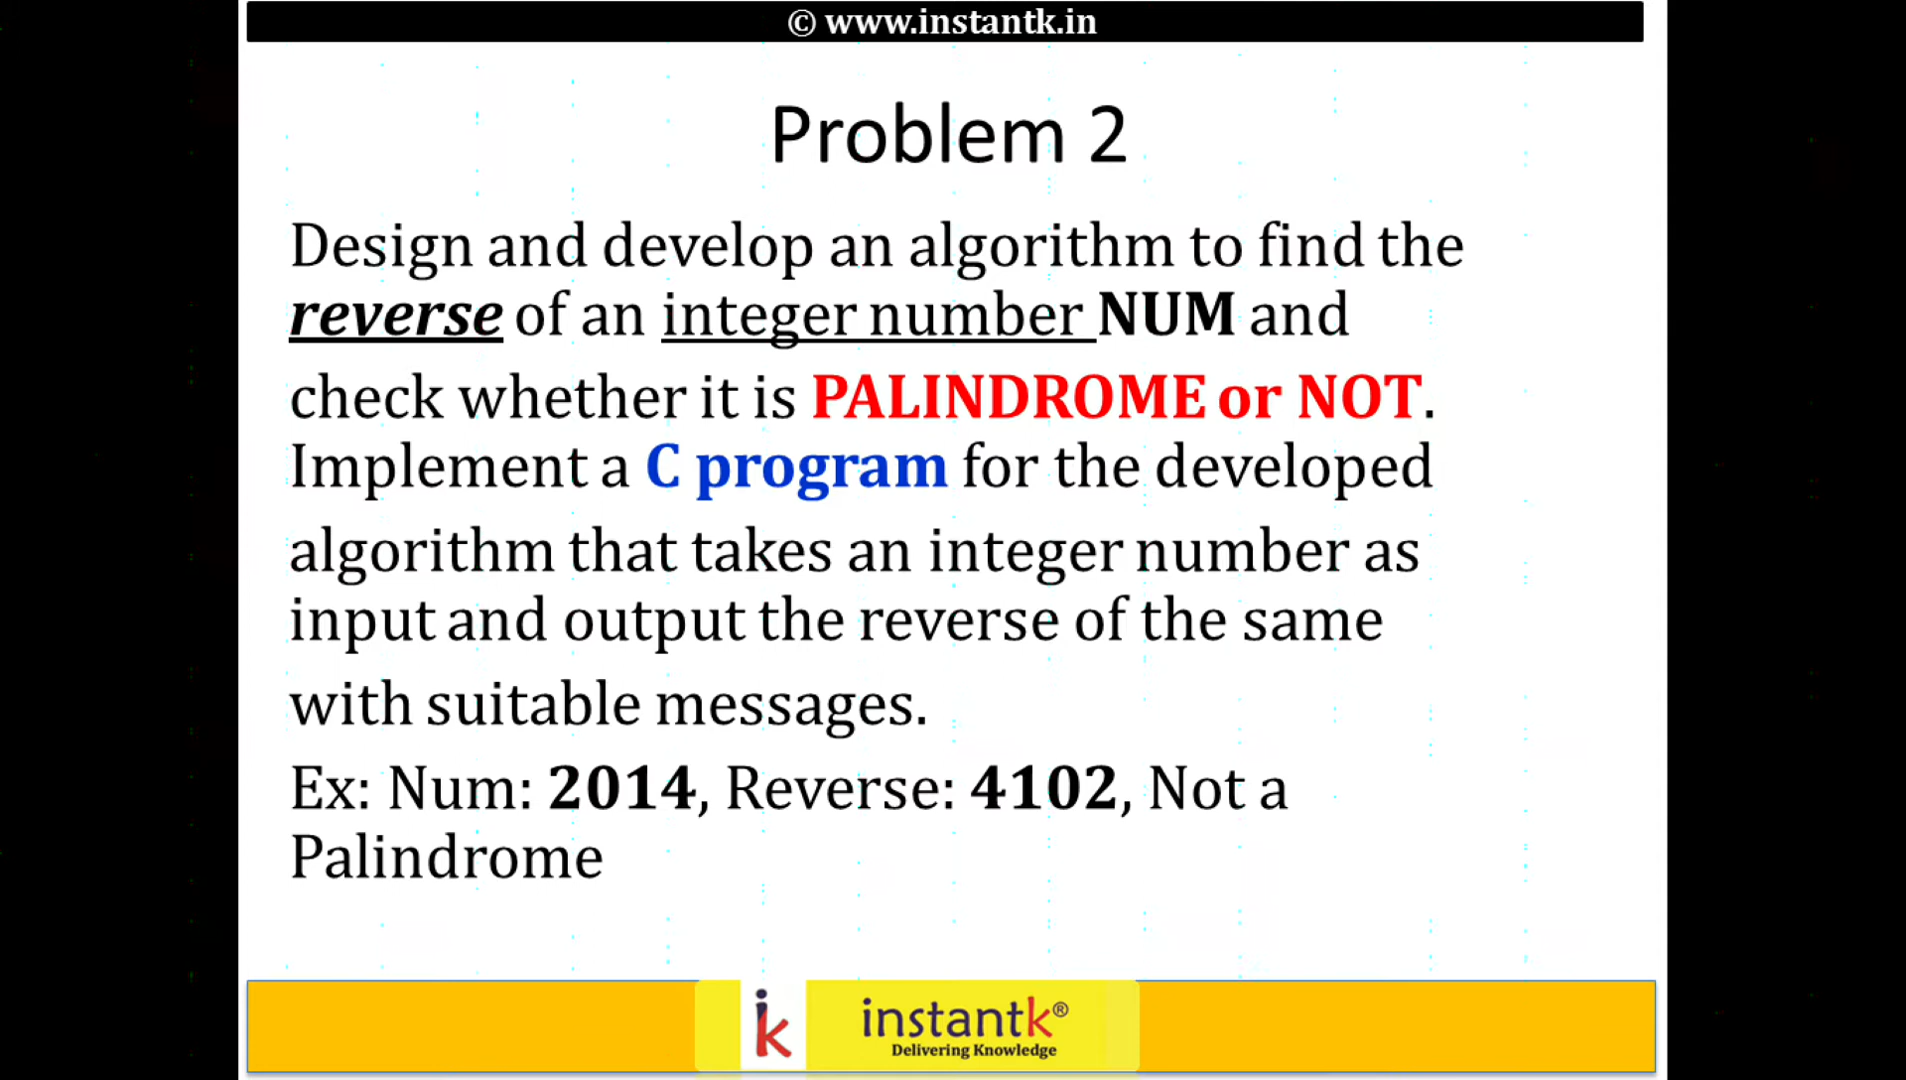 © www.instantk.in
Problem 2
Design and develop an algorithm to find the
reverse of an integer number NUM and
check whether it is PALINDROME or NOT.
Implement a C program for the developed
algorithm that takes an integer number as
input and output the reverse of the same
with suitable messages.
Ex: Num: 2014, Reverse: 4102, Not a
Palindrome
ik
instantk®
Delivering Knowledge